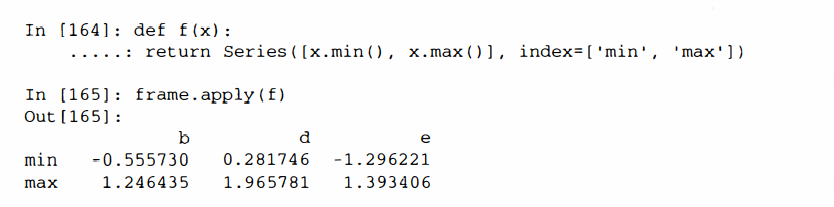 In [164]: def f(x):
.....: return Series([x.min(), x.max()], index=['min', 'max'])
In [165]: frame.apply(f)
Out[165]:
b d e
min -0.555730 0.281746 -1.296221
max 1.246435 1.965781 1.393406